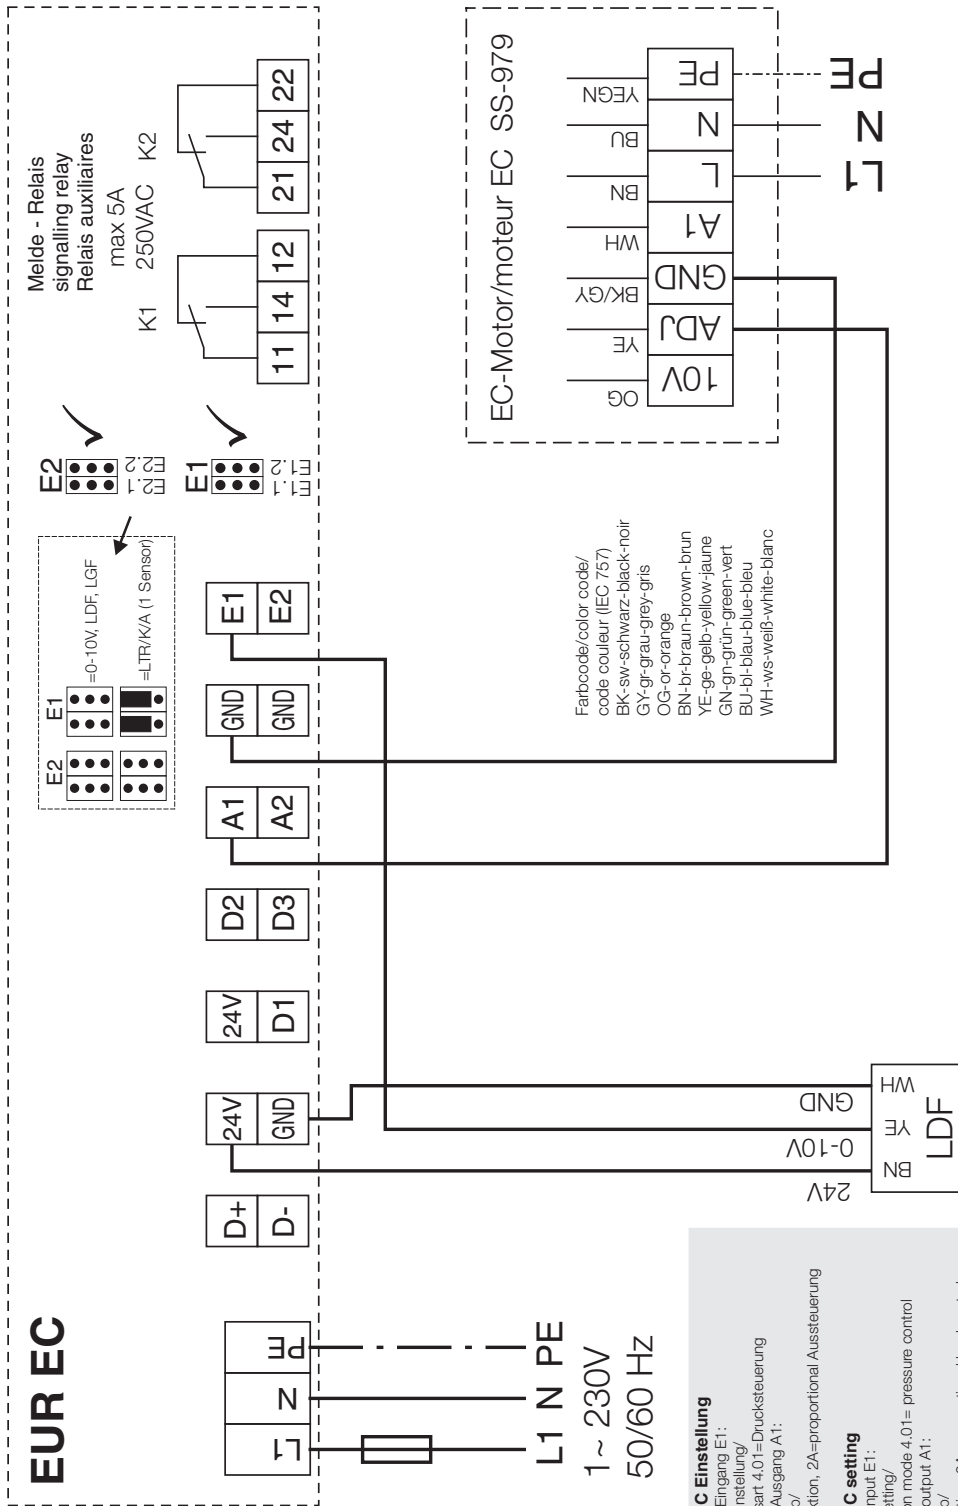 EUR EC
Melde - Relais
signalling relay
Relais auxiliaires
max 5A
250VAC
K1
K2
11
14
12
21
24
22
E2
E2.1
E2.2
E1
E1.1
E1.2
E2
E1
=0-10V, LDF, LGF
=LTR/K/A (1 Sensor)
L1
N
PE
D+
D-
24V
GND
24V
D1
D2
D3
A1
A2
GND
GND
E1
E2
L1 N PE
1~ 230V
50/60 Hz
EC-Motor/moteur EC SS-979
OG
YE
BK/GY
WH
BN
BU
YEGN
10V
ADJ
GND
A1
L
N
PE
L1
N
PE
Farbcode/color code/
code couleur (IEC 757)
BK-sw-schwarz-black-noir
GY-gr-grau-grey-gris
OG-or-orange
BN-br-braun-brown-brun
YE-ge-gelb-yellow-jaune
GN-gn-grün-green-vert
BU-bl-blau-blue-bleu
WH-ws-weiß-white-blanc
24V
0-10V
GND
BN
YE
WH
LDF
C Einstellung
Eingang E1:
nstellung/
sart 4.01=Drucksteuerung
Ausgang A1:
ktion, 2A=proportional Aussteuerung
C setting
nput E1:
etting/
n mode 4.01= pressure control
output A1: